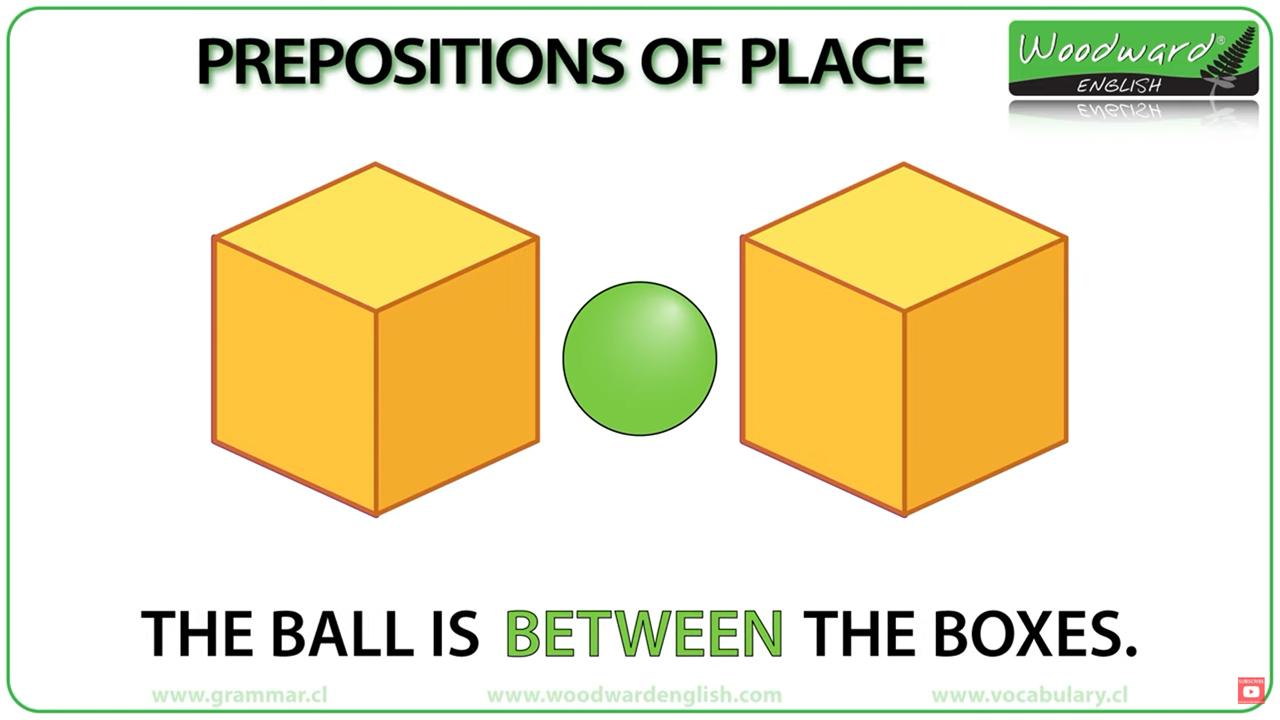 PREPOSITIONS OF PLACE
Woodward®
ENGLISH
THE BALL IS BETWEEN THE BOXES.
www.grammar.cl www.woodwardenglish.com www.vocabulary.cl
SUBSCRIBE